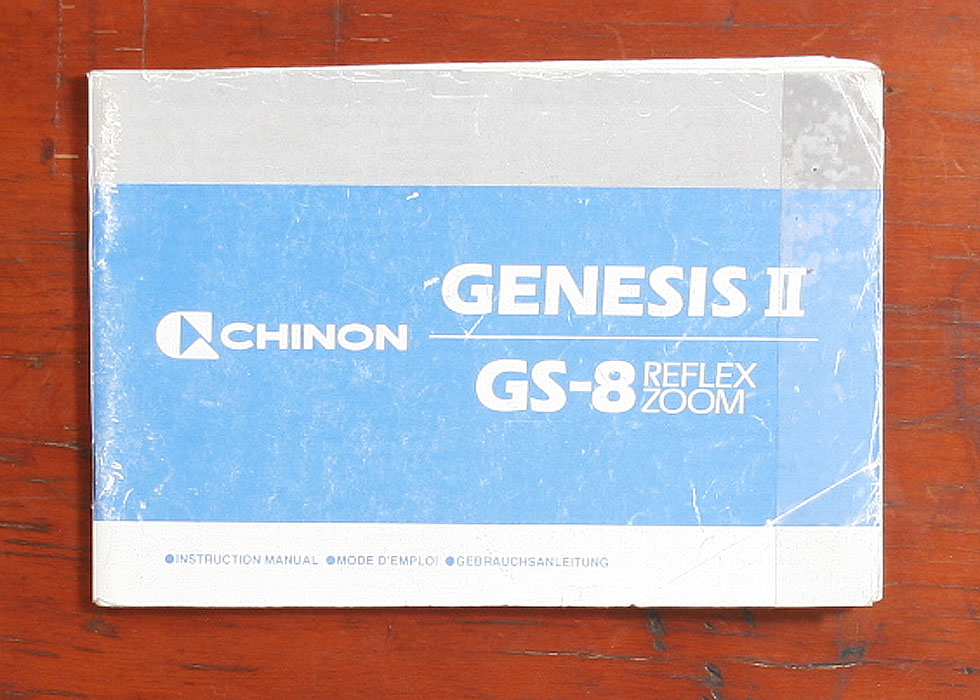 CHINON
GENESIS II
GS-8 REFLEX ZOOM
●INSTRUCTION MANUAL ●MODE D'EMPLOI ●GEBRAUCHSANLEITUNG